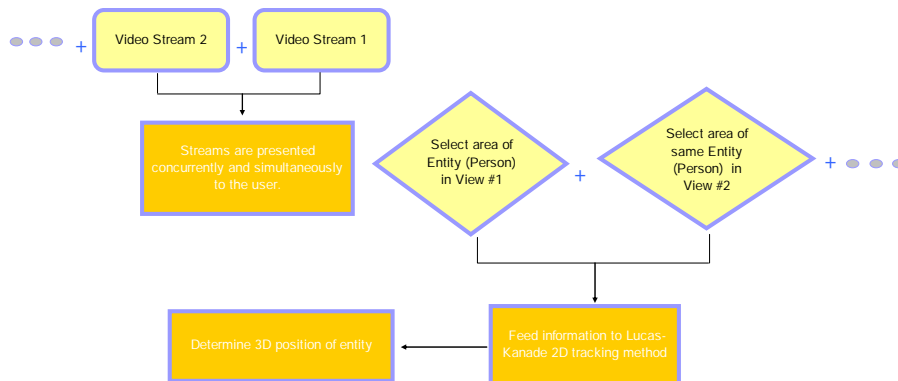 +
Video Stream 2
+
Video Stream 1
Streams are presented
concurrently and simultaneously
to the user.
Select area of
Entity (Person)
in View #1
+
Select area of
same Entity
(Person) in
View #2
+
Determine 3D position of entity
Feed information to Lucas-
Kanade 2D tracking method